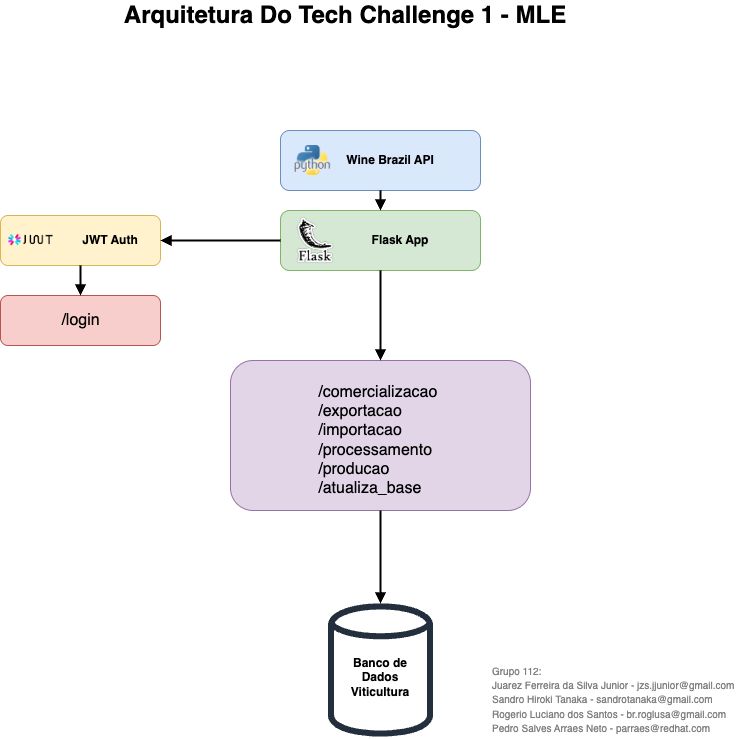 Arquitetura Do Tech Challenge 1 - MLE
python
Wine Brazil API
JWT
JWT Auth
Flask
Flask App
/login
/comercializacao
/exportacao
/importacao
/processamento
/producao
/atualiza_base
Banco de
Dados
Viticultura
Grupo 112:
Juarez Ferreira da Silva Junior - jzs.jjunior@gmail.com
Sandro Hiroki Tanaka - sandrotanaka@gmail.com
Rogerio Luciano dos Santos - br.roglusa@gmail.com
Pedro Salves Arraes Neto - parraes@redhat.com